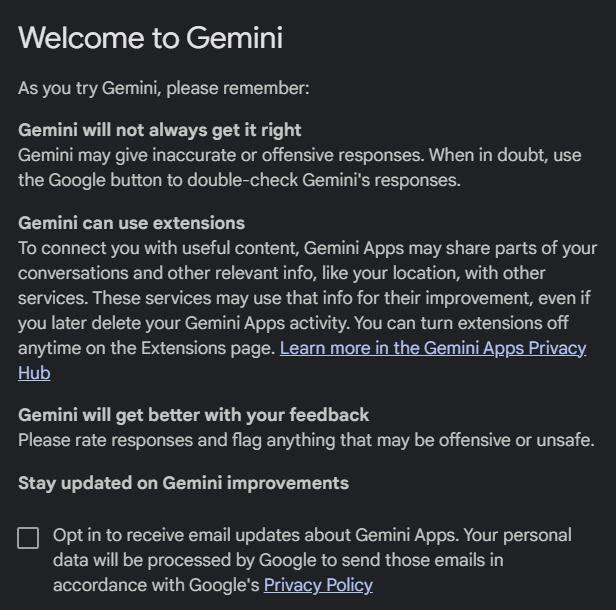 Welcome to Gemini
As you try Gemini, please remember:
Gemini will not always get it right
Gemini may give inaccurate or offensive responses. When in doubt, use
the Google button to double-check Gemini's responses.
Gemini can use extensions
To connect you with useful content, Gemini Apps may share parts of your
conversations and other relevant info, like your location, with other
services. These services may use that info for their improvement, even if
you later delete your Gemini Apps activity. You can turn extensions off
anytime on the Extensions page. Learn more in the Gemini Apps Privacy
Hub
Gemini will get better with your feedback
Please rate responses and flag anything that may be offensive or unsafe.
Stay updated on Gemini improvements
Opt in to receive email updates about Gemini Apps. Your personal
data will be processed by Google to send those emails in
accordance with Google's Privacy Policy